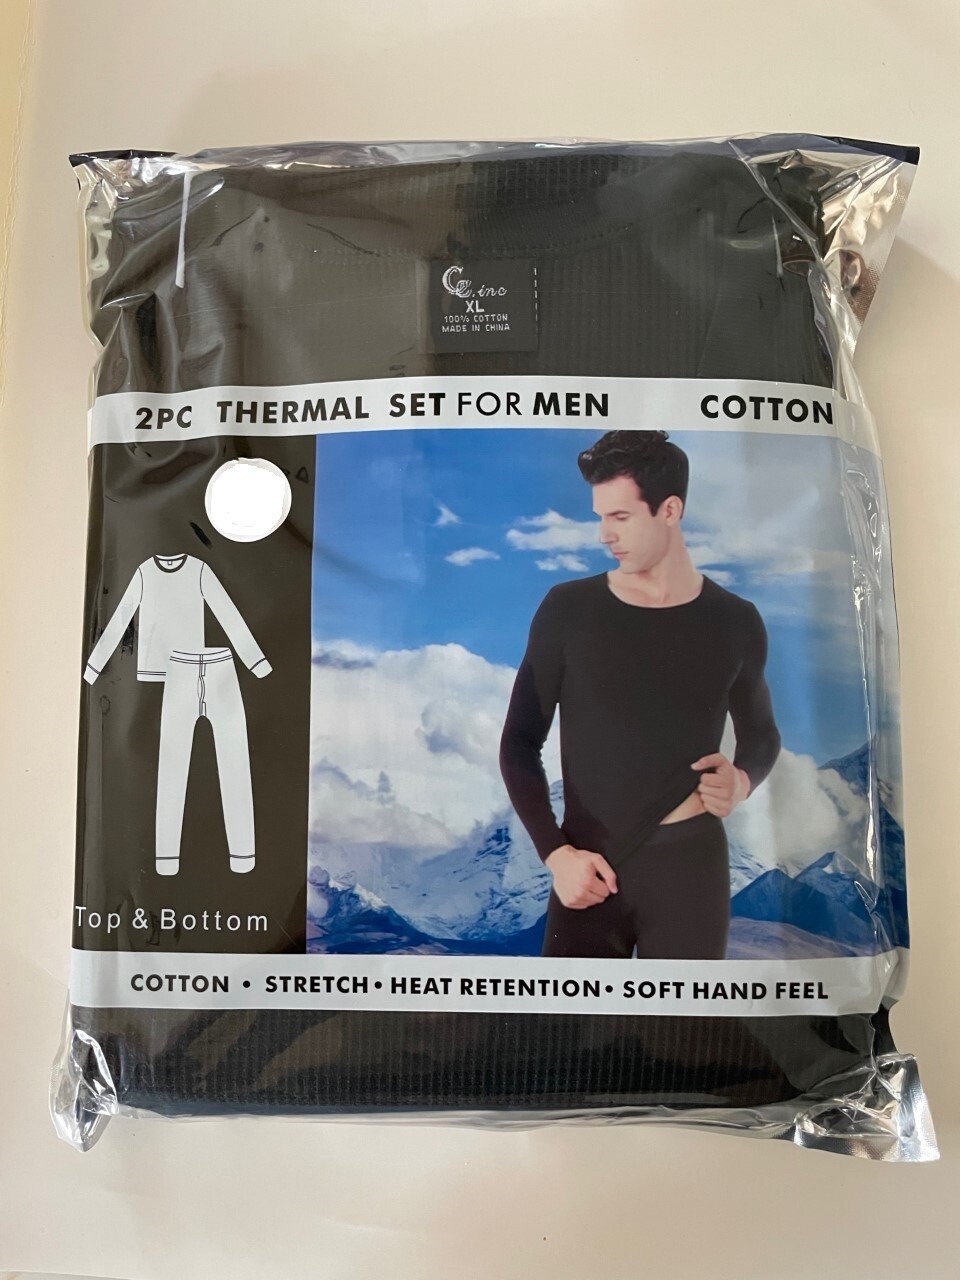 CC.inc
XL
100% COTTON
MADE IN CHINA
2PC THERMAL SET FOR MEN COTTON
Top & Bottom
COTTON • STRETCH • HEAT RETENTION • SOFT HAND FEEL